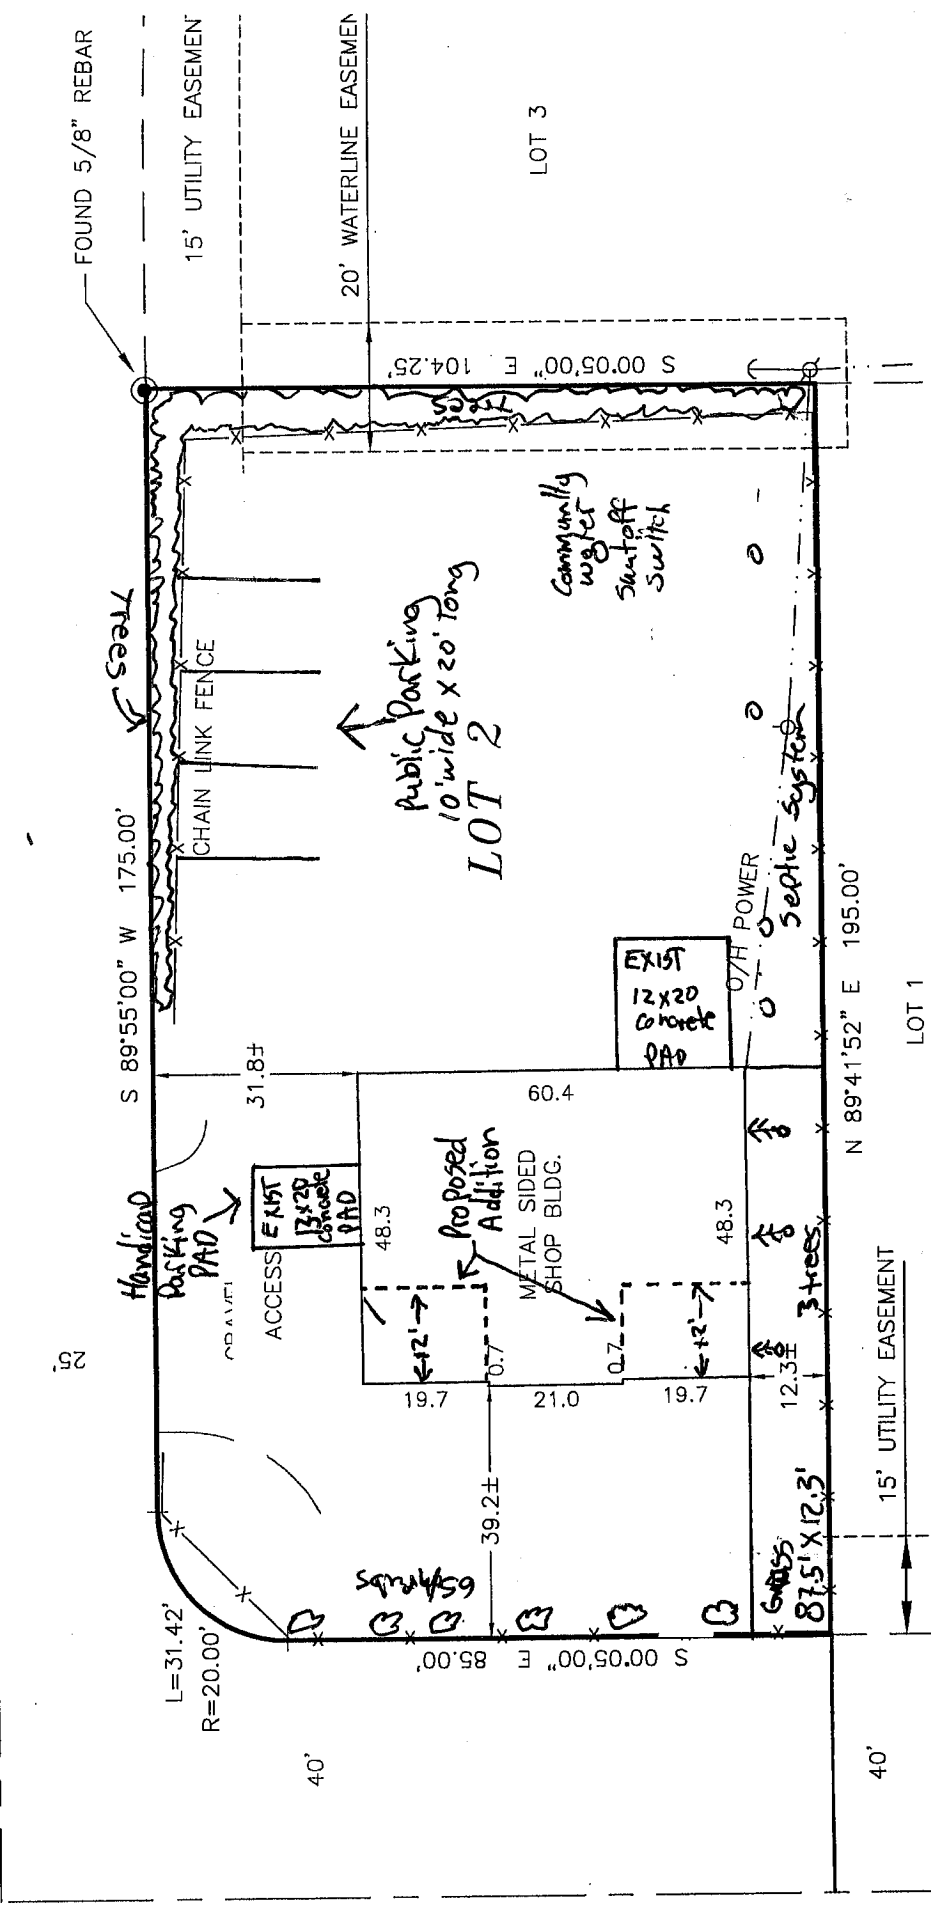 FOUND 5/8" REBAR
15' UTILITY EASEMEN
20' WATERLINE EASEMEN
LOT 3
S 00°05'00" E 104.25'
Trees
Trees
S 89°55'00" W 175.00'
CHAIN LINK FENCE
Public Parking
10' wide x 20' long
LOT 2
Community
water
Shutoff
switch
Septic System
O/H POWER
EXIST
12x20
concrete
PAD
N 89°41'52" E 195.00'
LOT 1
31.8±
60.4
Handicap
Parking
PAD
EXIST
concrete
PAD
GRAVEL
ACCESS
48.3
Proposed
Addition
METAL SIDED
SHOP BLDG.
48.3
3 trees
12.3±
12'
0.7
0.7
12'
19.7
21.0
19.7
39.2±
25'
L=31.42'
R=20.00'
6 Shrubs
S 00°05'00" E 85.00'
GRASS
87.5' X 12.3'
15' UTILITY EASEMENT
40'
40'